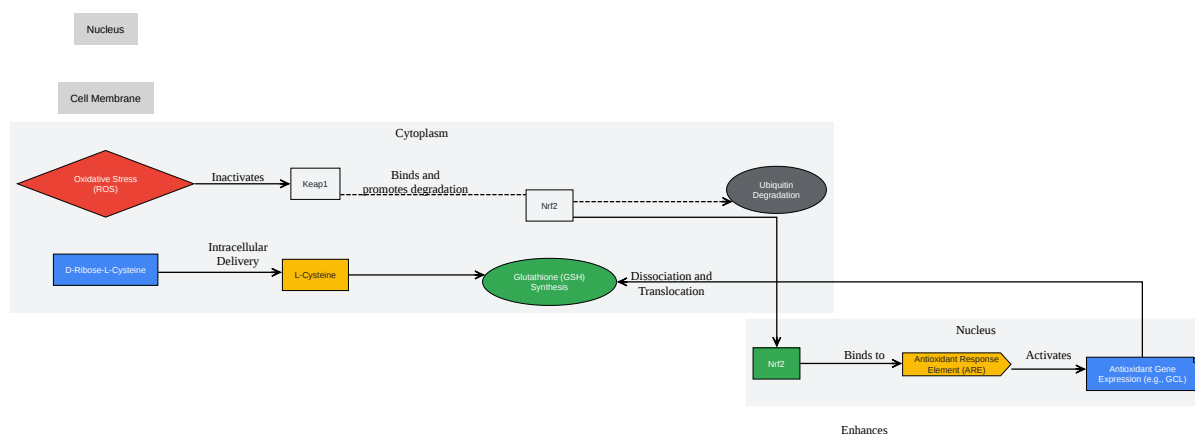 Nucleus
Cell Membrane
Cytoplasm
Oxidative Stress
(ROS)
Inactivates
Keap1
Binds and
promotes degradation
Nrf2
Ubiquitin
Degradation
D-Ribose-L-Cysteine
Intracellular
Delivery
L-Cysteine
Glutathione (GSH)
Synthesis
Dissociation and
Translocation
Nucleus
Nrf2
Binds to
Antioxidant Response
Element (ARE)
Activates
Antioxidant Gene
Expression (e.g., GCL)
Enhances